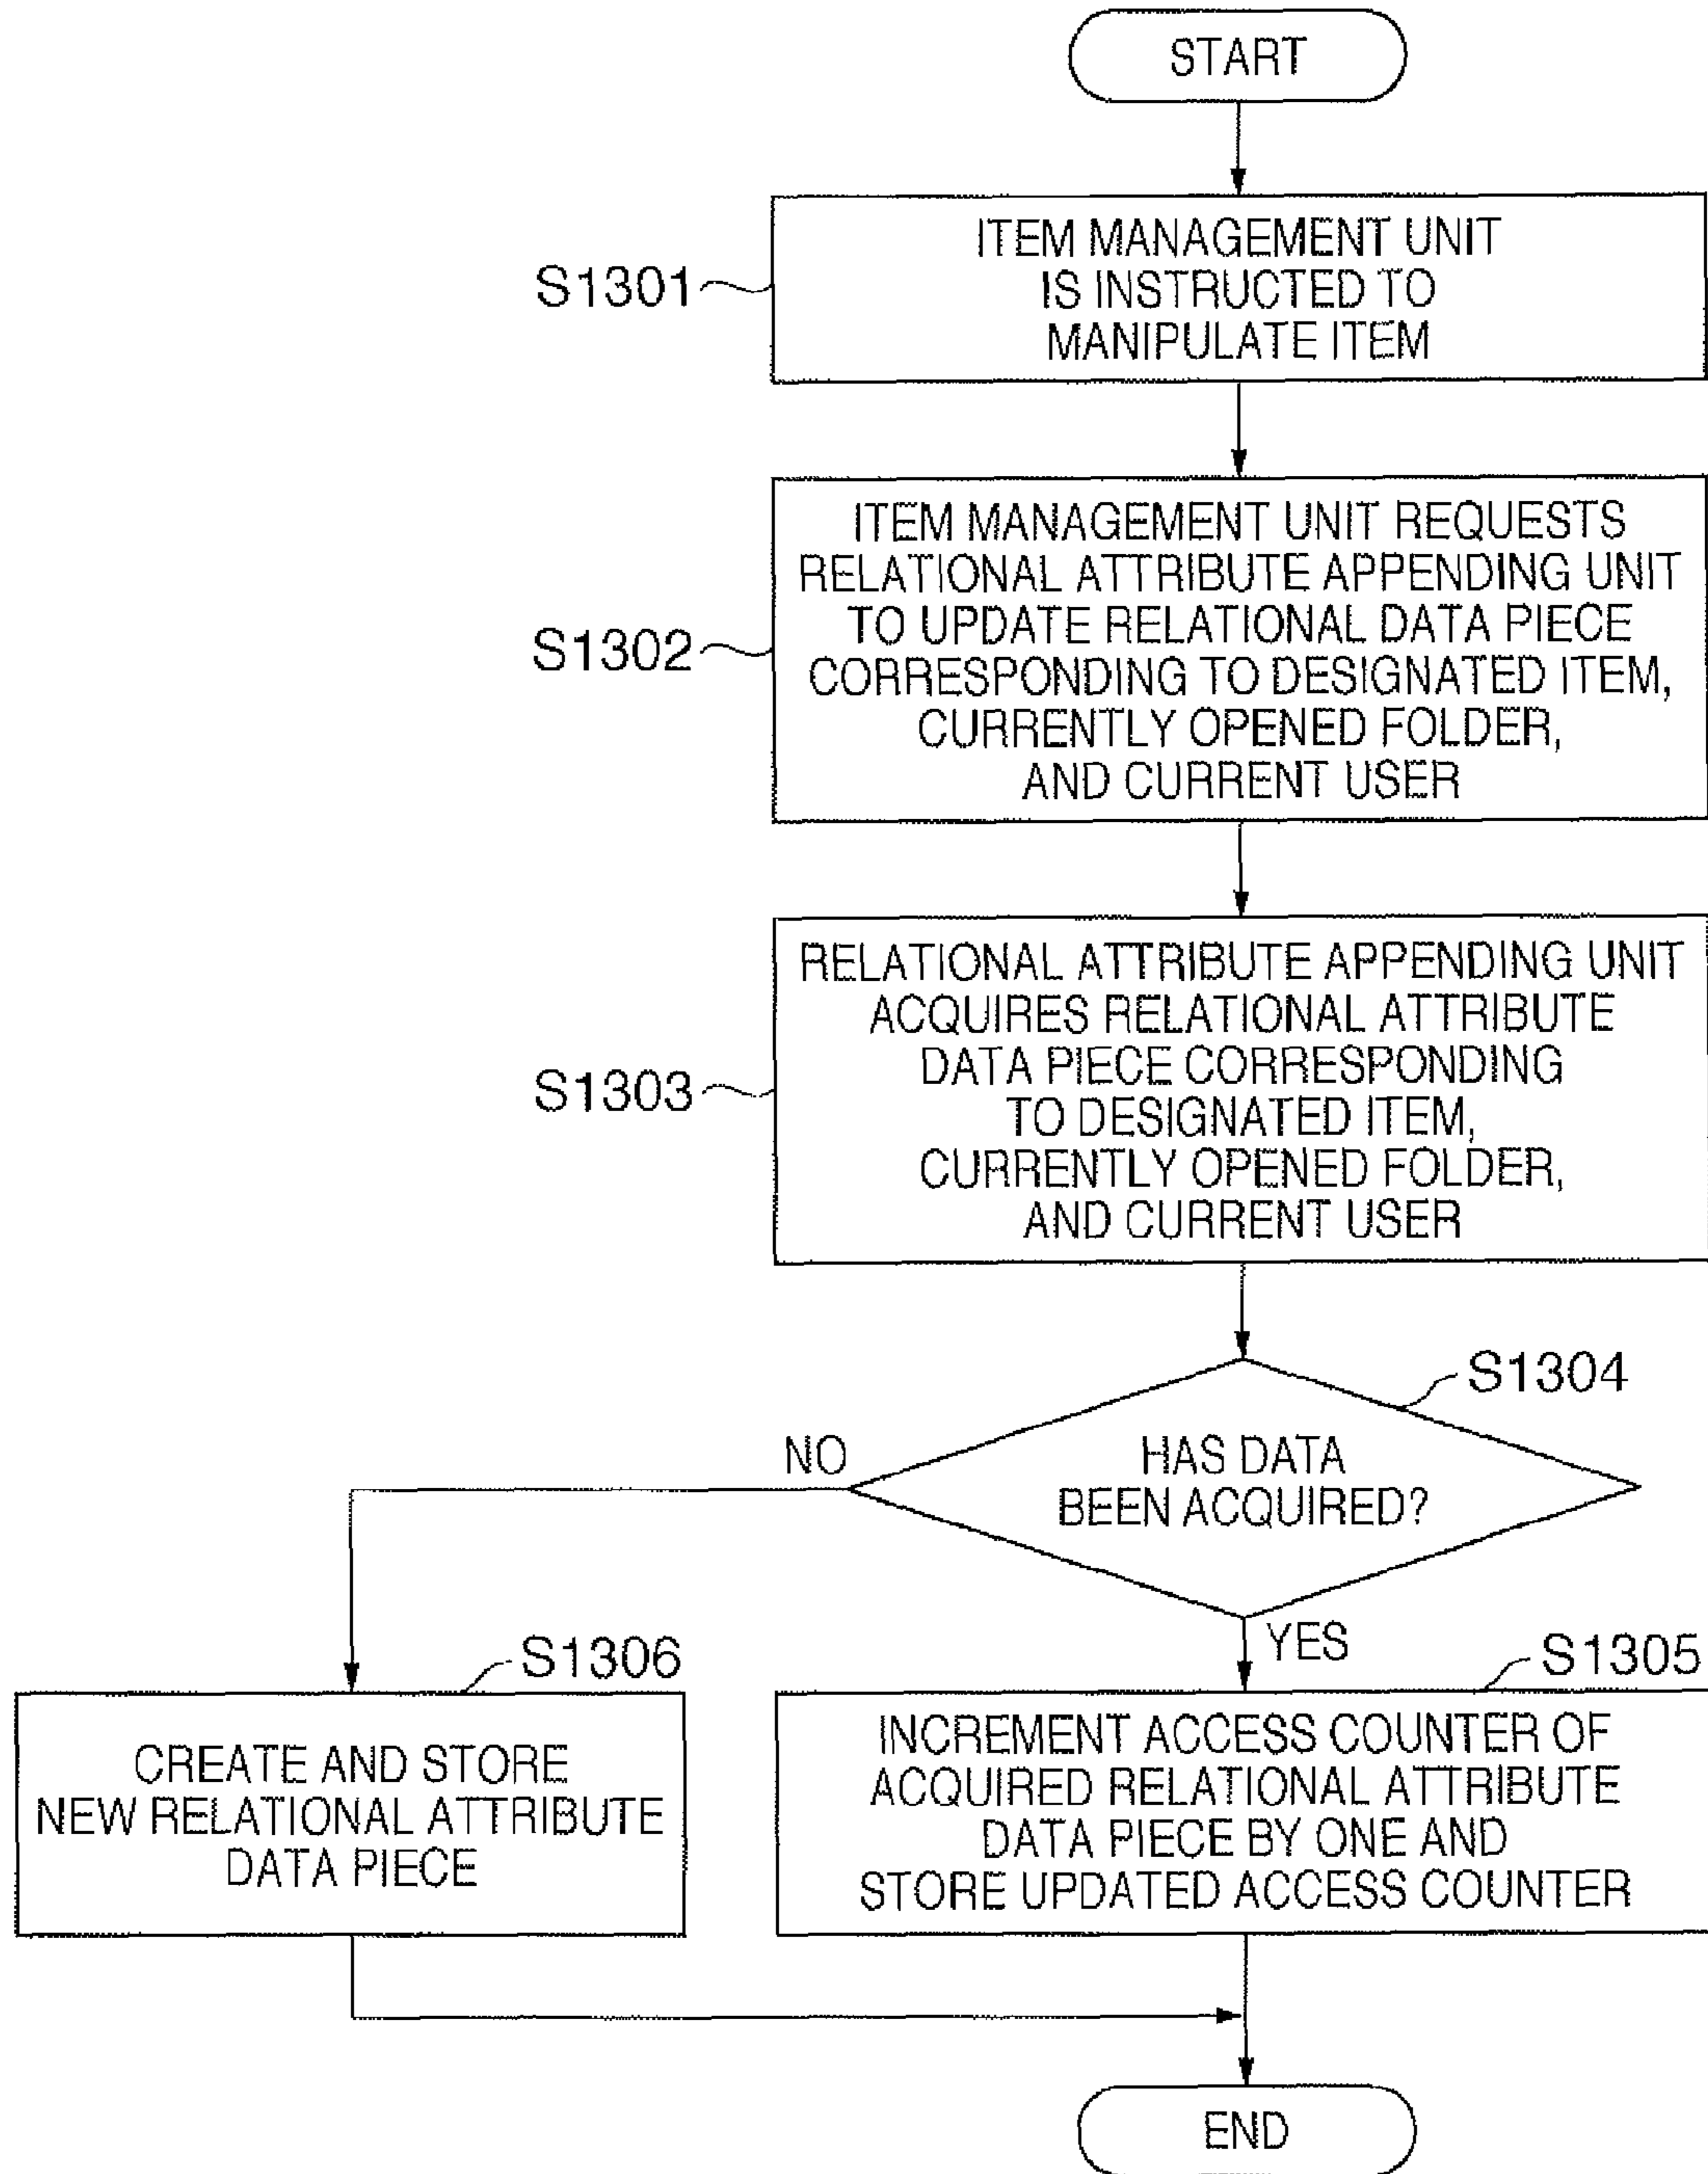 START
ITEM MANAGEMENT UNIT
IS INSTRUCTED TO
MANIPULATE ITEM
S1301
ITEM MANAGEMENT UNIT REQUESTS
RELATIONAL ATTRIBUTE APPENDING UNIT
TO UPDATE RELATIONAL DATA PIECE
CORRESPONDING TO DESIGNATED ITEM,
CURRENTLY OPENED FOLDER,
AND CURRENT USER
S1302
RELATIONAL ATTRIBUTE APPENDING UNIT
ACQUIRES RELATIONAL ATTRIBUTE
DATA PIECE CORRESPONDING
TO DESIGNATED ITEM,
CURRENTLY OPENED FOLDER,
AND CURRENT USER
S1303
S1304
HAS DATA
BEEN ACQUIRED?
NO
YES
S1306
CREATE AND STORE
NEW RELATIONAL ATTRIBUTE
DATA PIECE
S1305
INCREMENT ACCESS COUNTER OF
ACQUIRED RELATIONAL ATTRIBUTE
DATA PIECE BY ONE AND
STORE UPDATED ACCESS COUNTER
END